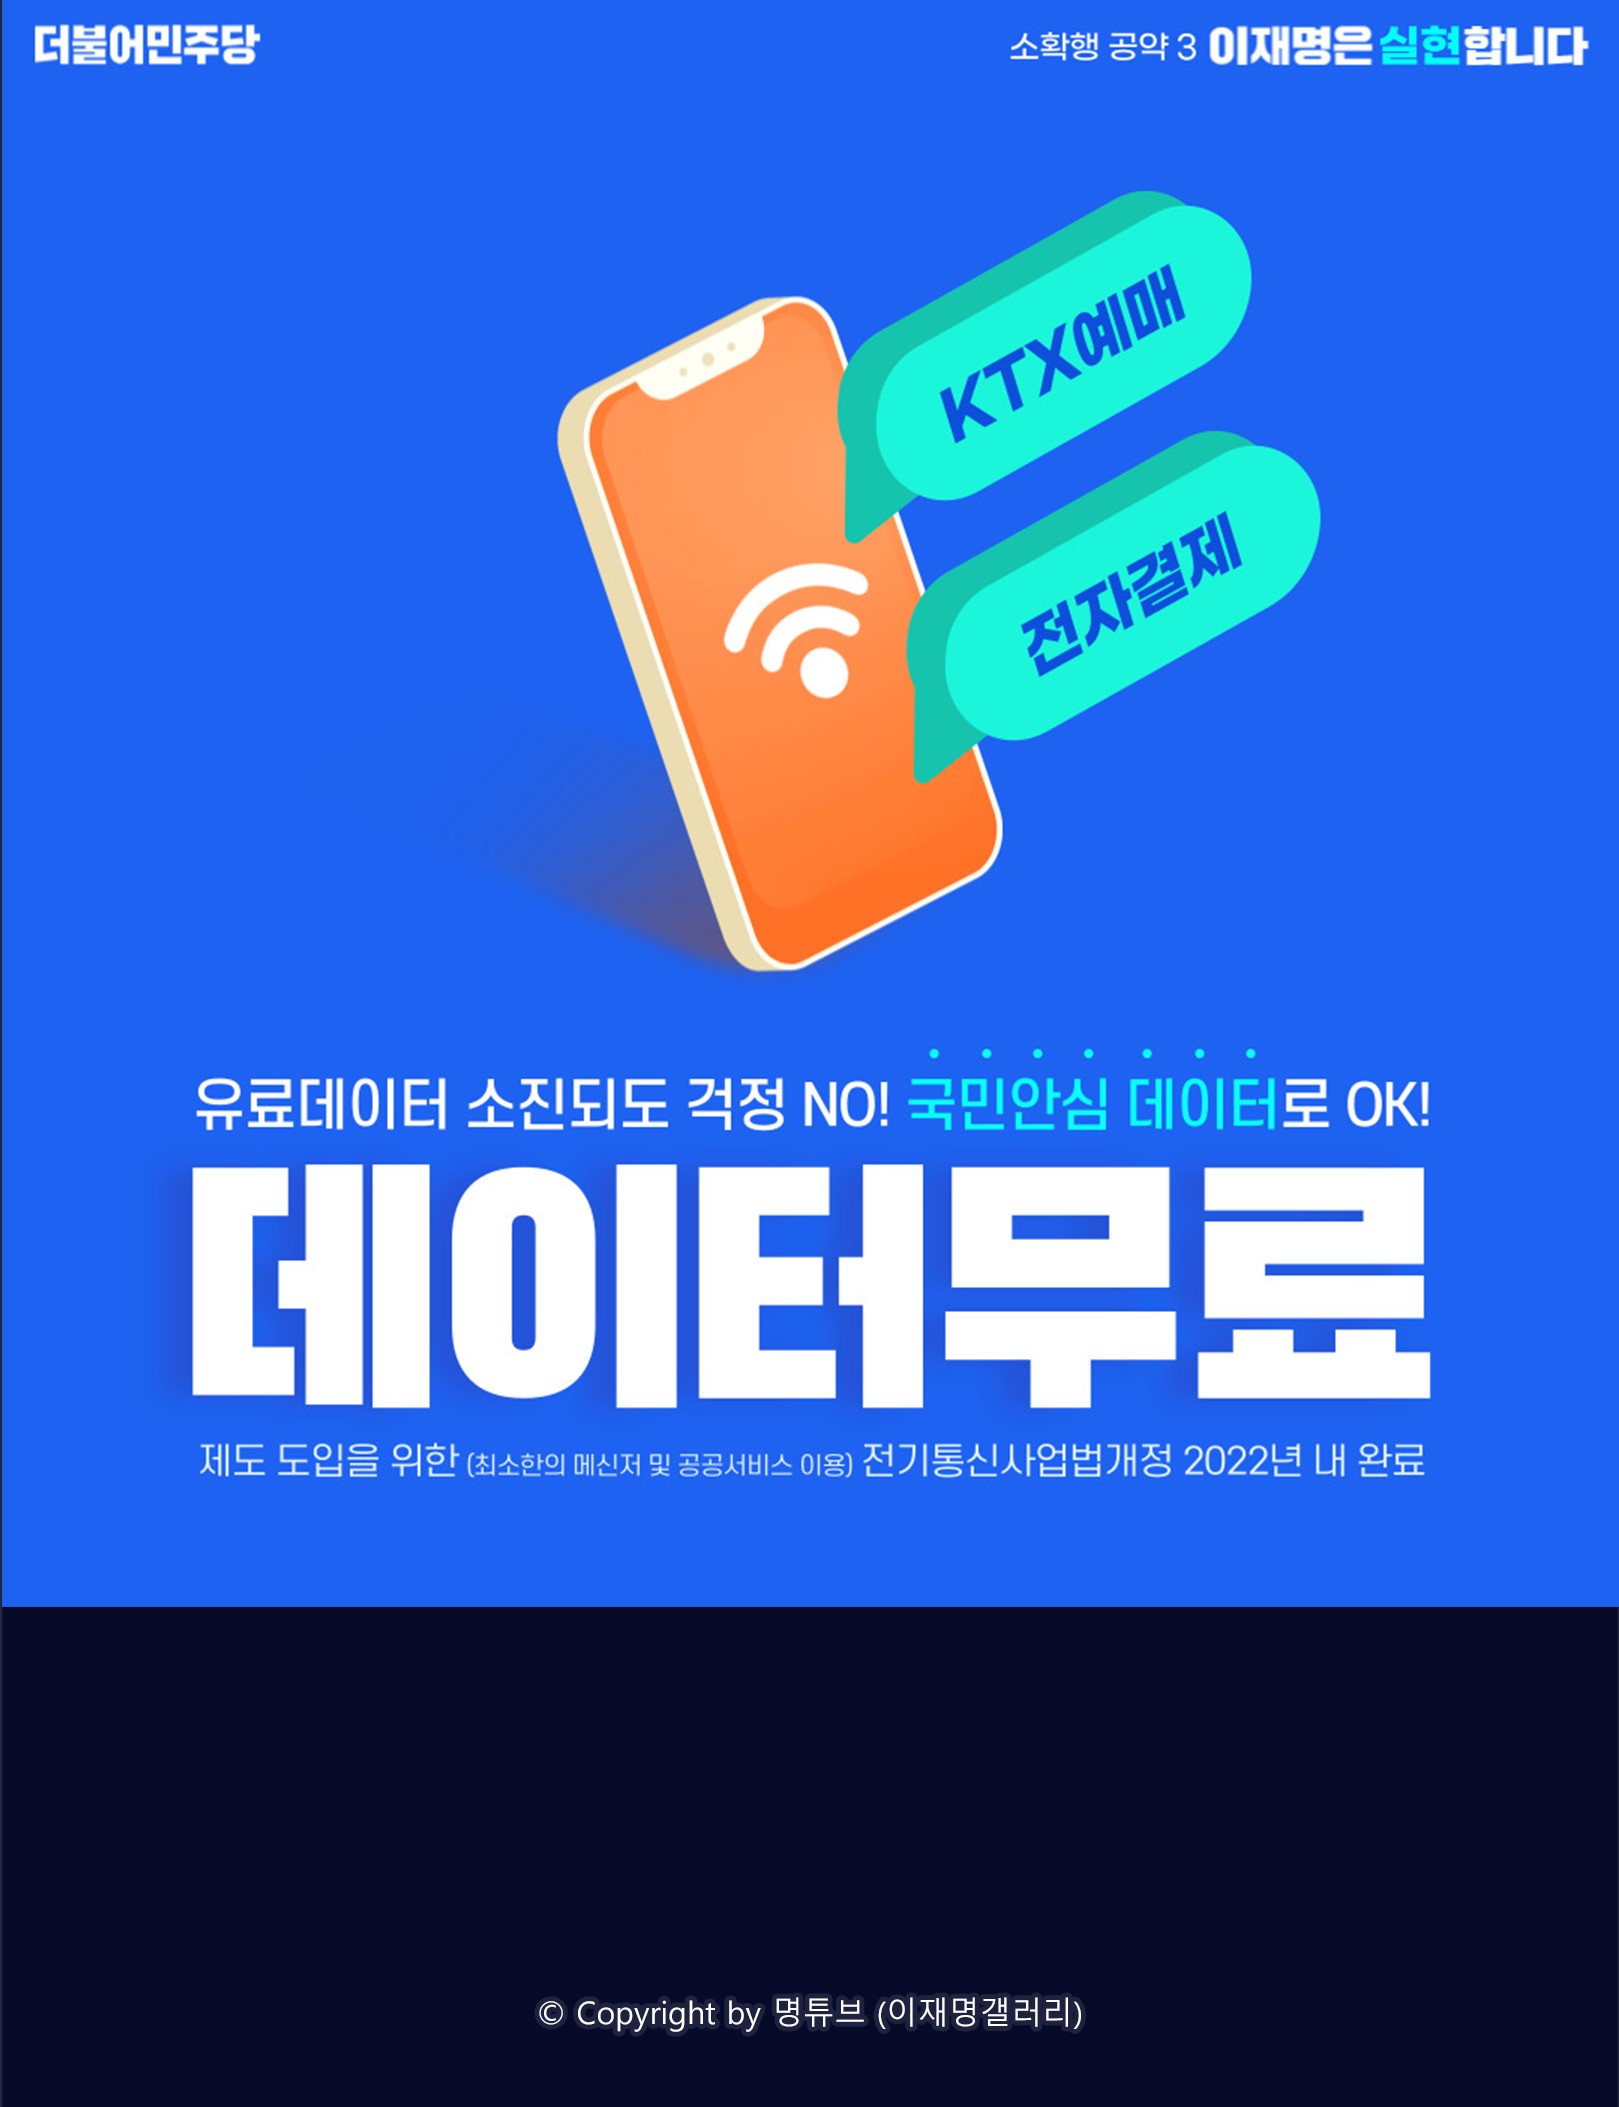 더불어민주당
소확행 공약 3 이재명은 실현합니다
KTX예매
전자결제
유료데이터 소진되도 걱정 NO! 국민안심 데이터로 OK!
데이터무료
제도 도입을 위한 (최소한의 메신저 및 공공서비스 이용) 전기통신사업법개정 2022년 내 완료
© Copyright by 명튜브 (이재명갤러리)